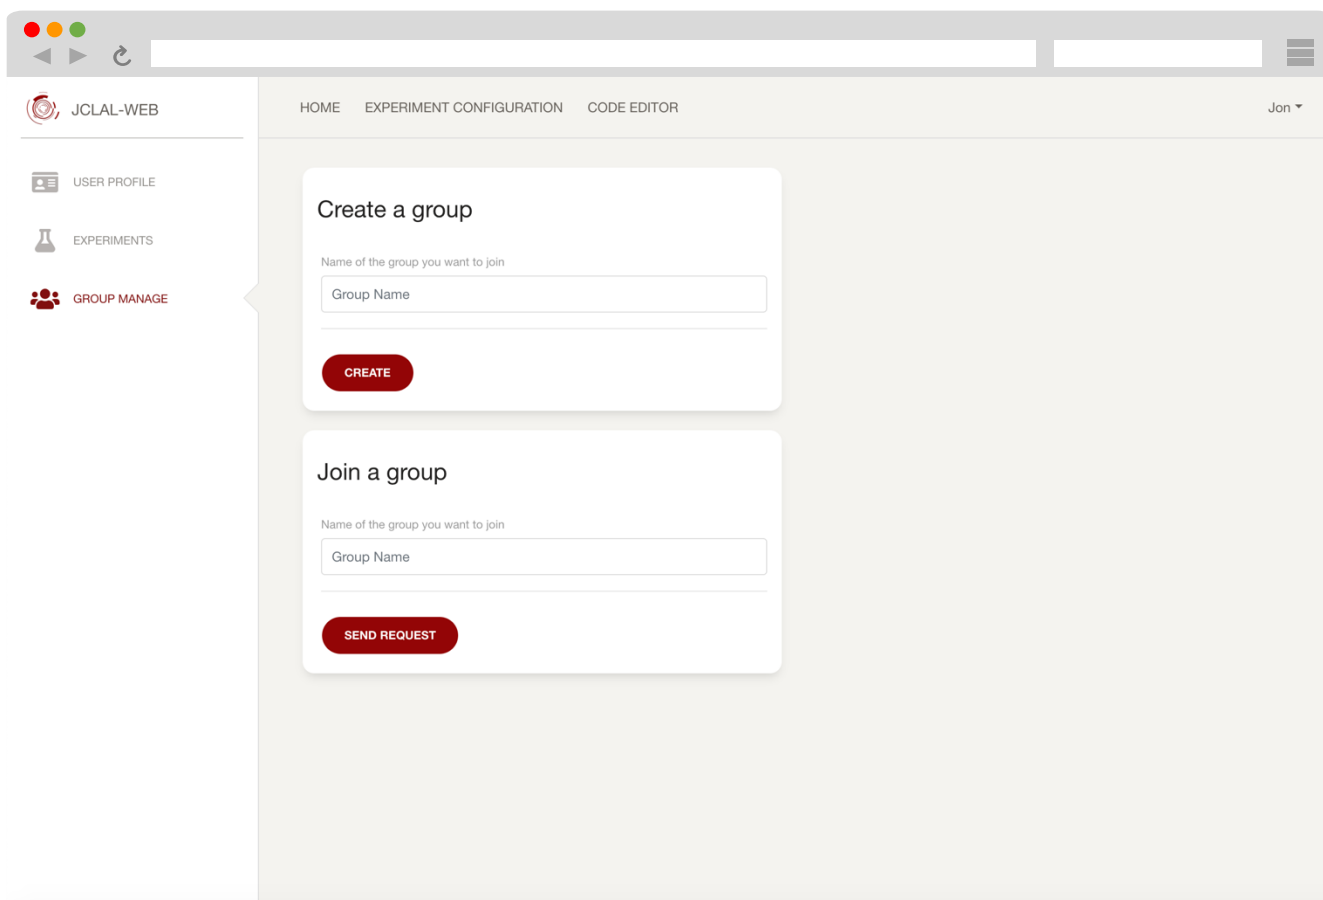 JCLAL-WEB
HOME EXPERIMENT CONFIGURATION CODE EDITOR Jon
USER PROFILE
EXPERIMENTS
GROUP MANAGE
Create a group
Name of the group you want to join
Group Name
CREATE
Join a group
Name of the group you want to join
Group Name
SEND REQUEST